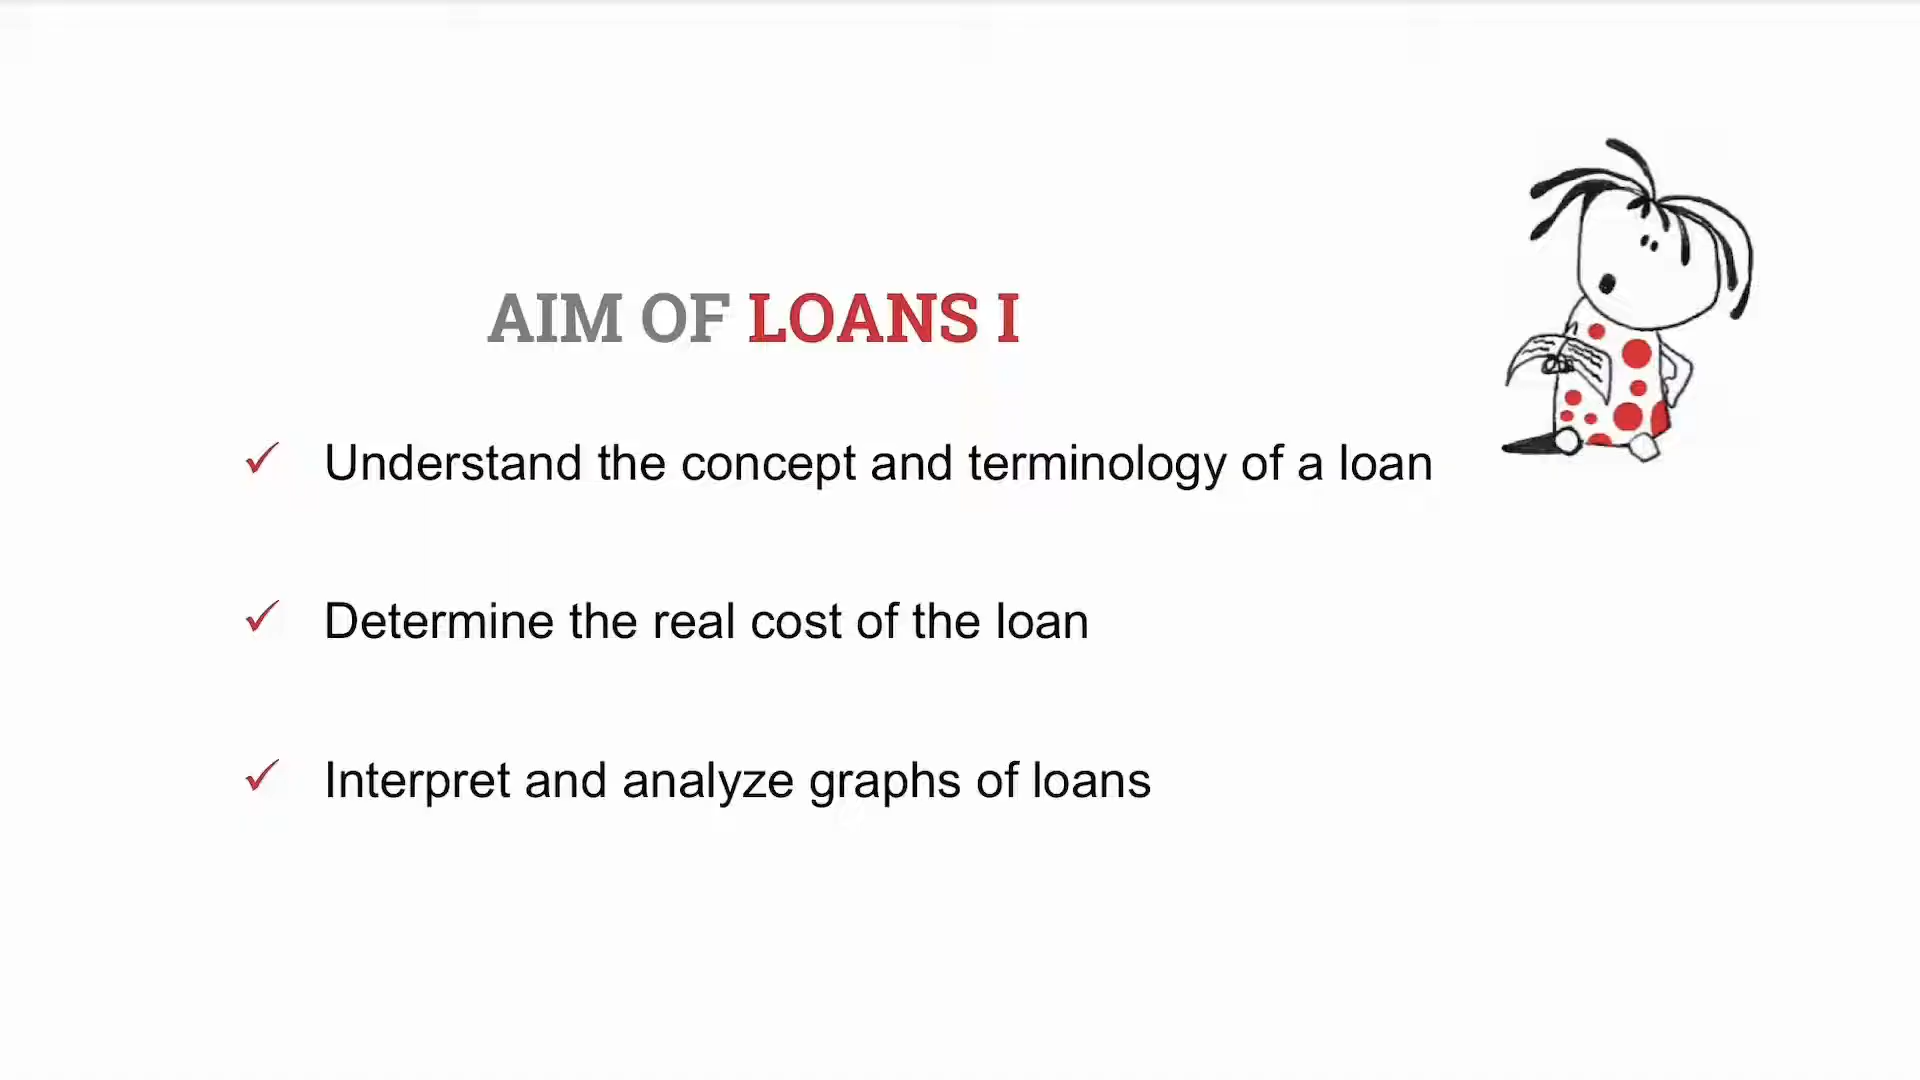 AIM OF LOANS I
✓ Understand the concept and terminology of a loan
✓ Determine the real cost of the loan
✓ Interpret and analyze graphs of loans